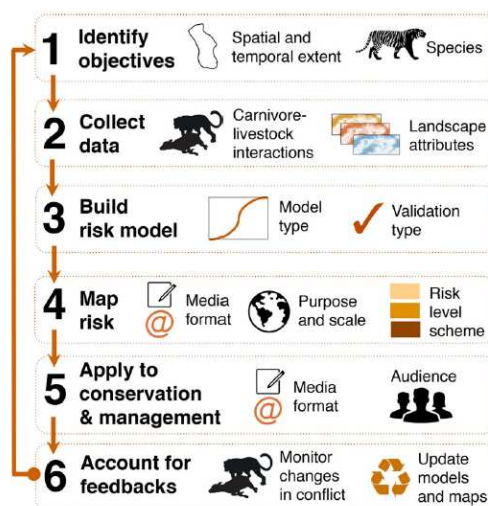 1 Identify
objectives
Spatial and
temporal extent
Species
2 Collect
data
Carnivore-
livestock
interactions
Landscape
attributes
3 Build
risk model
Model
type
Validation
type
4 Map
risk
@
Media
format
Purpose
and scale
Risk
level
scheme
5 Apply to
conservation
& management
@
Media
format
Audience
6 Account for
feedbacks
Monitor
changes
in conflict
Update
models
and maps